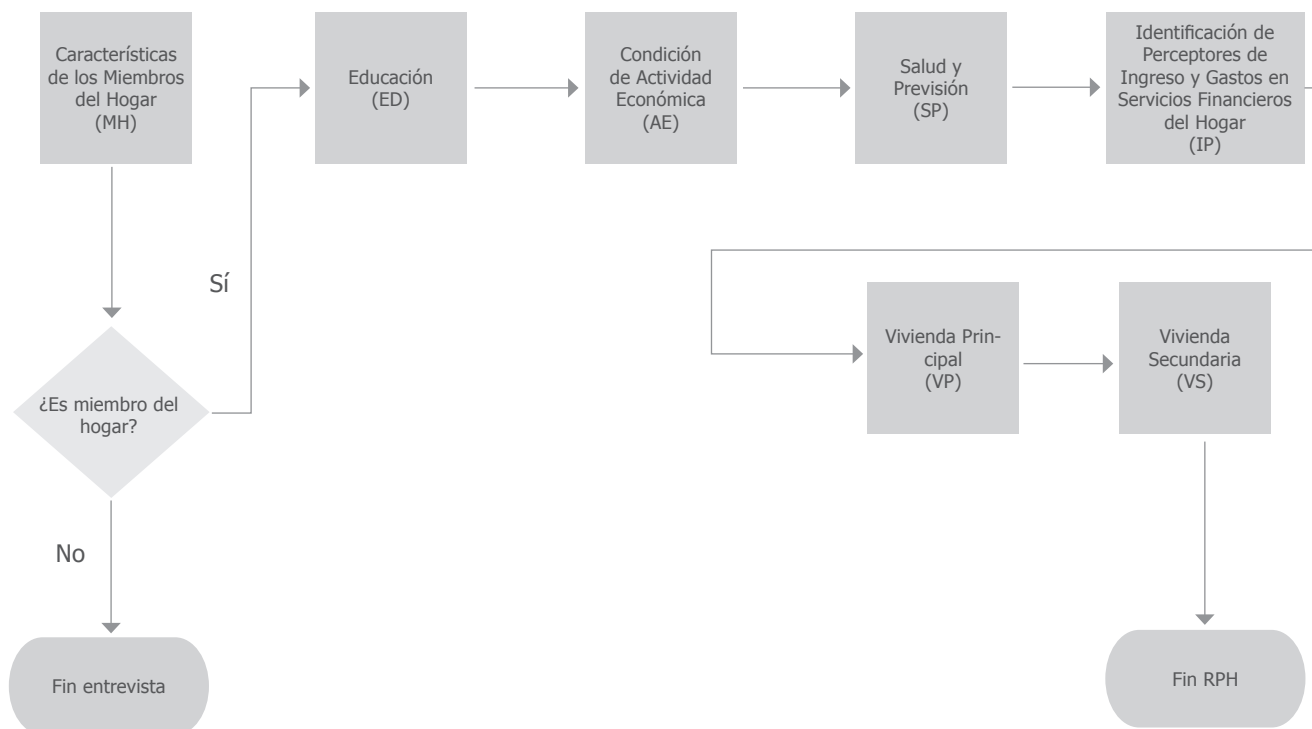 Características
de los Miembros
del Hogar
(MH)
Educación
(ED)
Condición
de Actividad
Económica
(AE)
Salud y
Previsión
(SP)
Identificación de
Perceptores de
Ingreso y Gastos en
Servicios Financieros
del Hogar
(IP)
Sí
¿Es miembro del
hogar?
Vivienda Prin-
cipal
(VP)
Vivienda
Secundaria
(VS)
No
Fin entrevista
Fin RPH